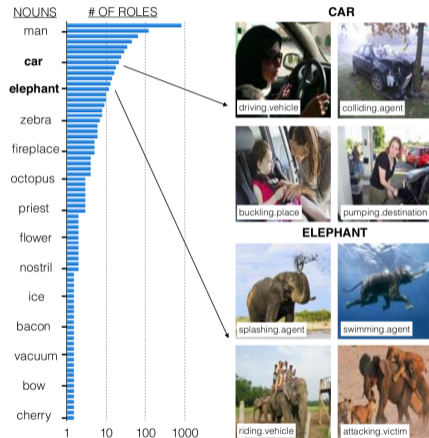 NOUNS
# OF ROLES
man
car
elephant
zebra
fireplace
octopus
priest
flower
nostril
ice
bacon
vacuum
bow
cherry
1
10
100
1000
CAR
driving.vehicle
colliding.agent
buckling.place
pumping.destination
ELEPHANT
splashing.agent
swimming.agent
riding.vehicle
attacking.victim